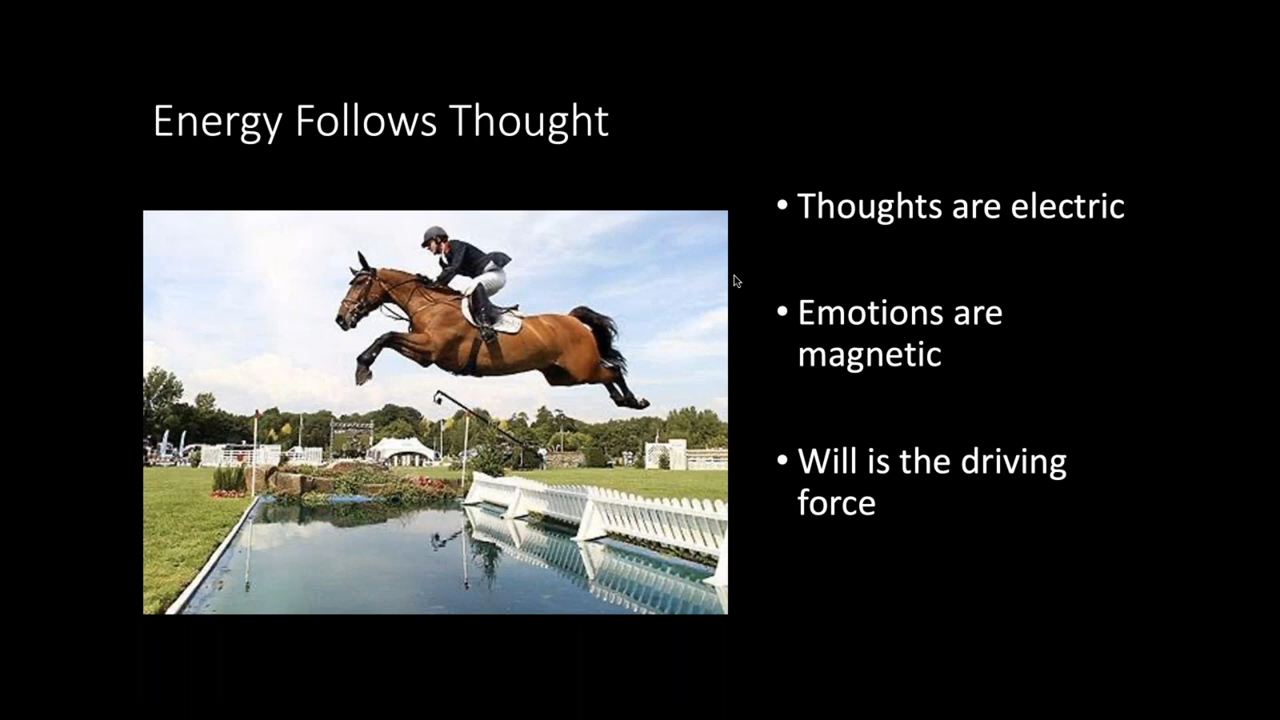 Energy Follows Thought
• Thoughts are electric
• Emotions are
magnetic
• Will is the driving
force